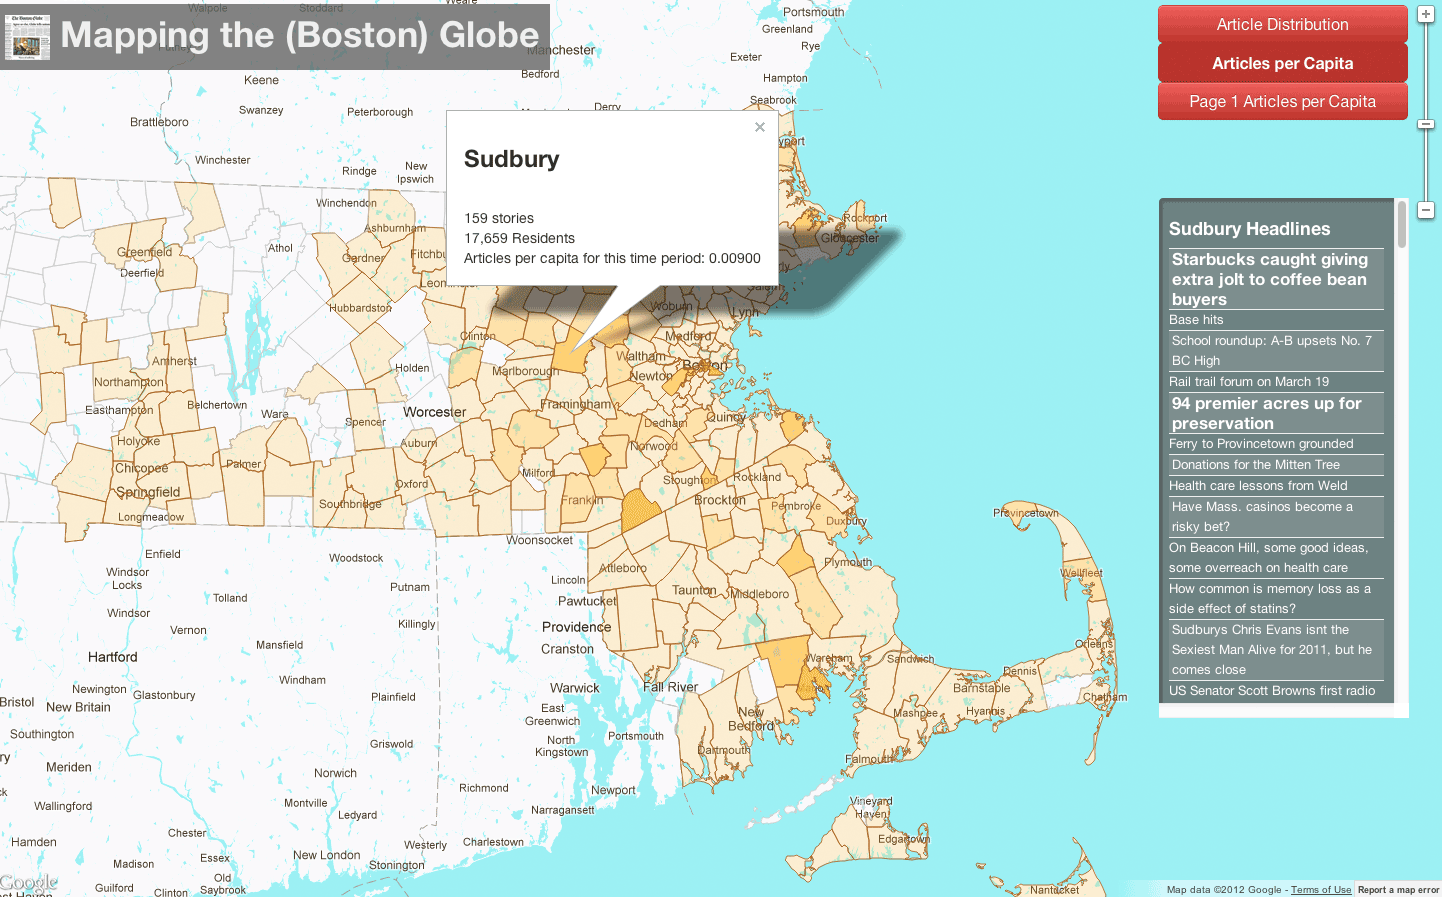 Mapping the (Boston) Globe
Article Distribution
Articles per Capita
Page 1 Articles per Capita
Sudbury
159 stories
17,659 Residents
Articles per capita for this time period: 0.00900
Sudbury Headlines
Starbucks caught giving
extra jolt to coffee bean
buyers
Base hits
School roundup: A-B upsets No. 7
BC High
Rail trail forum on March 19
94 premier acres up for
preservation
Ferry to Provincetown grounded
Donations for the Mitten Tree
Health care lessons from Weld
Have Mass. casinos become a
risky bet?
On Beacon Hill, some good ideas,
some overreach on health care
How common is memory loss as a
side effect of statins?
Sudburys Chris Evans isnt the
Sexiest Man Alive for 2011, but he
comes close
US Senator Scott Browns first radio
Portsmouth
Greenland
Rye
Exeter
Hampton
Seabrook
Manchester
Bedford
Derry
Keene
Swanzey
Peterborough
Brattleboro
Winchester
Rindge
New
Ipswich
Winchendon
Ashburnham
Athol
Gardner
Greenfield
Deerfield
Hubbardston
Clinton
Rockport
Gloucester
Salem
Lynn
Woburn
Medford
Waltham
Boston
Newton
Marlborough
Holden
Amherst
Northampton
Belchertown
Ware
Easthampton
Worcester
Spencer
Auburn
Framingham
Dedham
Quincy
Norwood
Holyoke
Palmer
Chicopee
Springfield
Oxford
Milford
Stoughton
Rockland
Longmeadow
Southbridge
Franklin
Brockton
Pembroke
Duxbury
Provincetown
Woonsocket
Enfield
Woodstock
Windsor
Locks
Putnam
Lincoln
Attleboro
Plymouth
Wellfleet
Tolland
Windsor
Pawtucket
Taunton
Middleboro
Vernon
Killingly
Mansfield
Providence
Cranston
Hartford
Windham
Wareham
Sandwich
Orleans
Dennis
Newington
Glastonbury
Plainfield
Warwick
Fall River
Marion
Barnstable
Chatham
Bristol
New Britain
East
Greenwich
New
Bedford
Mashpee
Hyannis
Southington
Griswold
North
Kingstown
Portsmouth
Dartmouth
Falmouth
Meriden
Norwich
Richmond
Newport
Wallingford
Montville
Ledyard
Narragansett
Vineyard
Haven
Chester
Hamden
Westerly
Charlestown
Edgartown
Madison
Essex
New London
Stonington
Old
Saybrook
Guilford
Clinton
Nantucket
Google
Map data ©2012 Google - Terms of Use
Report a map error